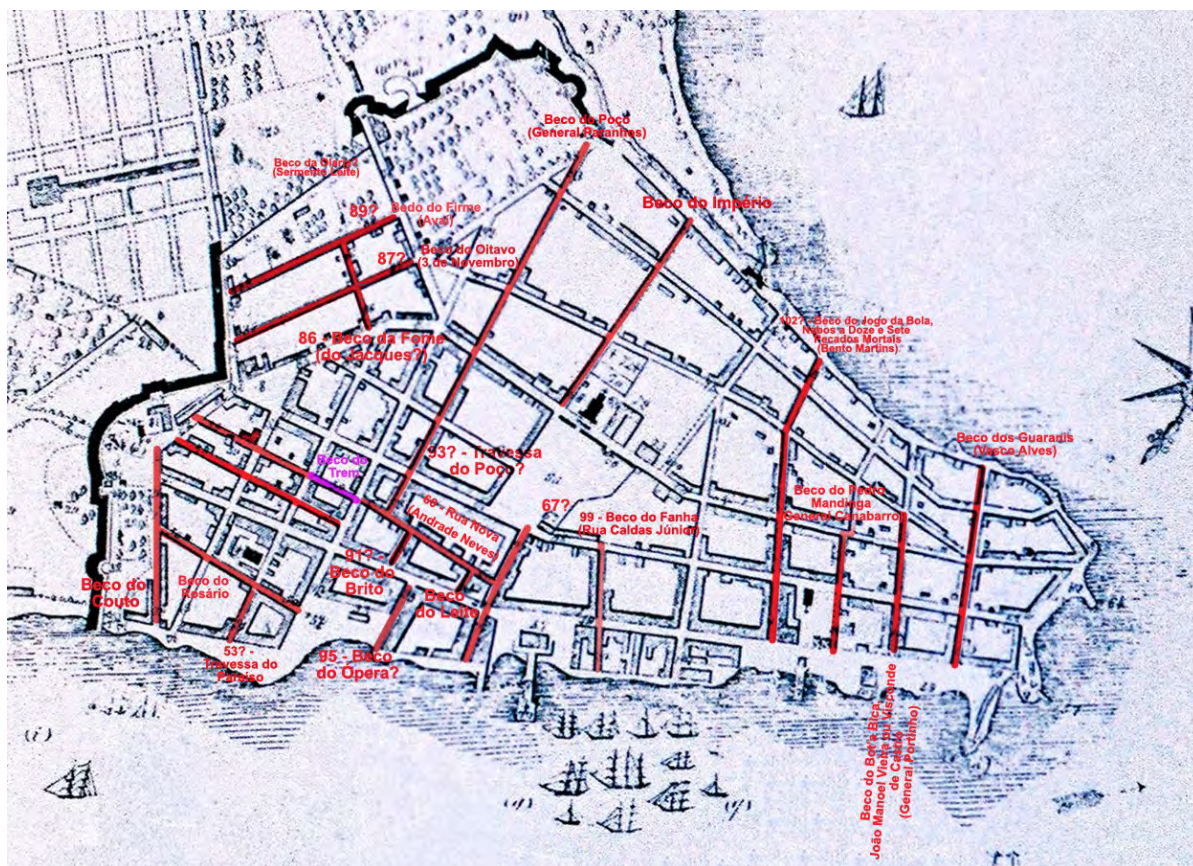 Beco do Poço
(General Paranhos)
Beco da Olaria?
(Sarmento Leite)
89?
Beco do Firme
(Avaí)
Beco do Império
87?
Beco do Oitavo
(3 de Novembro)
86 - Beco da Fome
(do Jacques?)
102? - Beco do Jogo da Bola,
Nabos a Doze e Sete
Pecados Mortais
(Bento Martins)
Beco dos Guaranis
(Vasco Alves)
Beco do
Trem
93? - Travessa
do Poço?
Rua Nova
(Andrade Neves)
67?
99 - Beco do Fanha
(Rua Caldas Júnior)
Beco do Pedro
Mandinga
(General Canabarro)
91? -
Beco do
Brito
Beco do
Couto
Beco do
Rosário
Beco
do Leite
53? -
Travessa do
Paraíso
95 - Beco
do Ópera?
Beco do Bot'a Bica,
João Manoel Vieira ou Visconde
de Castro
(General Portinho)